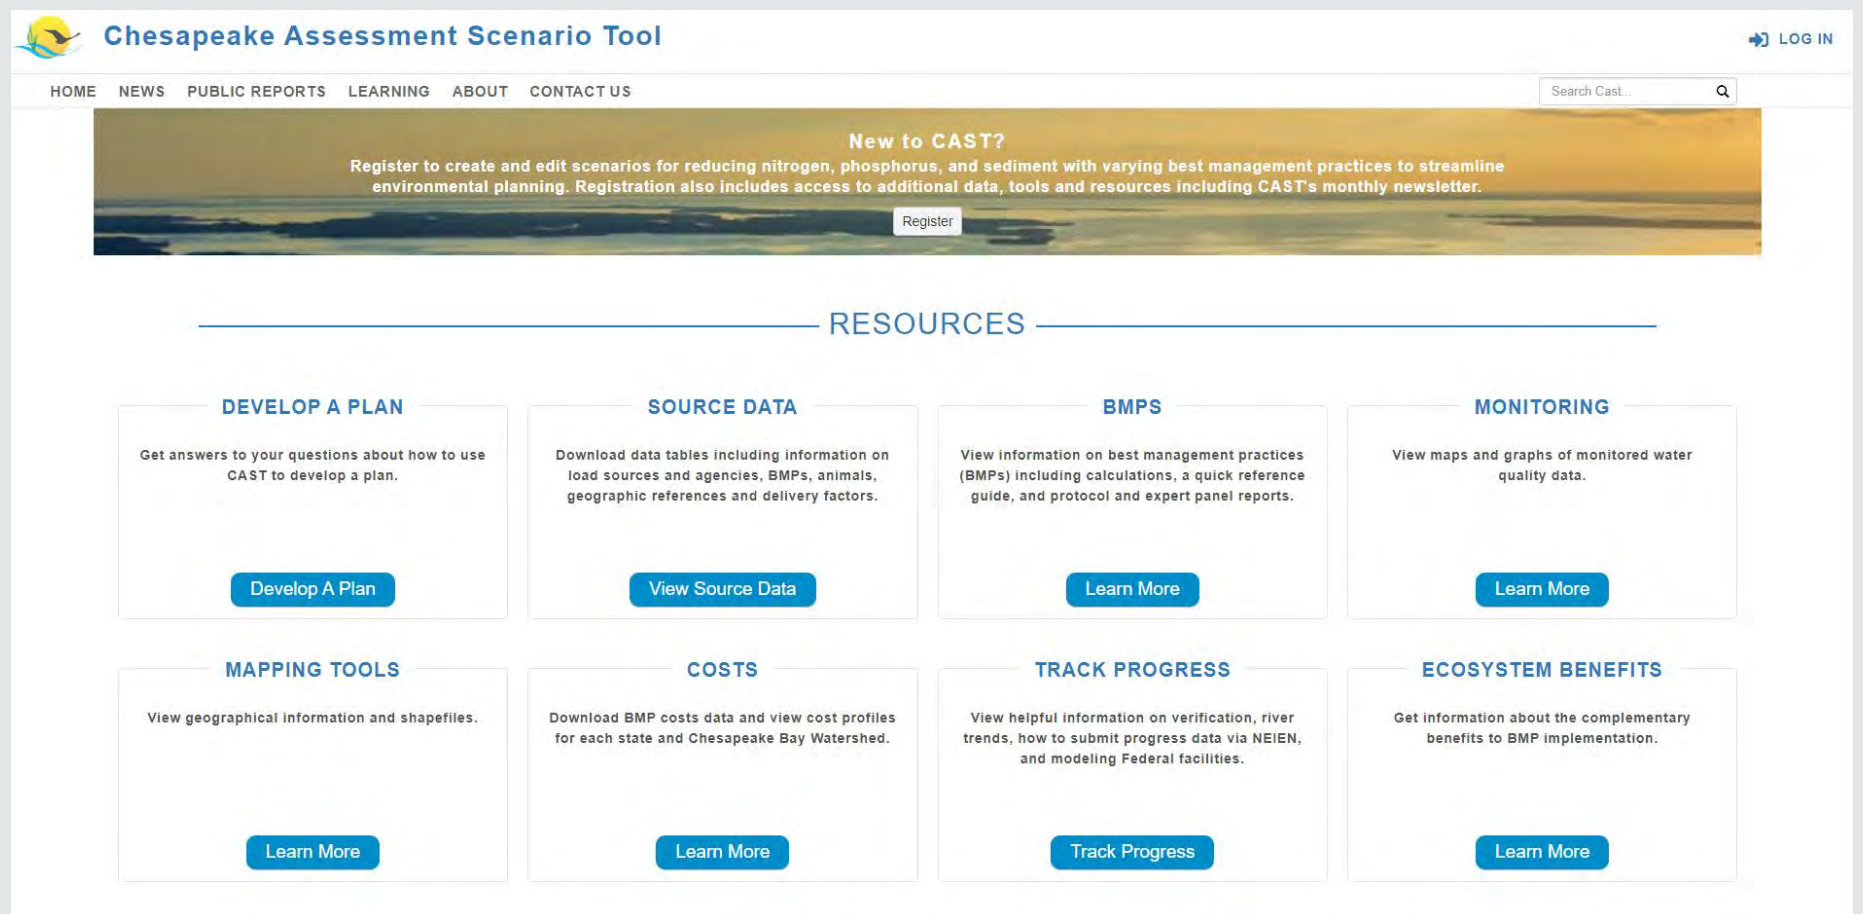 Chesapeake Assessment Scenario Tool
LOG IN
HOME NEWS PUBLIC REPORTS LEARNING ABOUT CONTACT US
Search Cast...
New to CAST?
Register to create and edit scenarios for reducing nitrogen, phosphorus, and sediment with varying best management practices to streamline
environmental planning. Registration also includes access to additional data, tools and resources including CAST's monthly newsletter.
Register
RESOURCES
DEVELOP A PLAN
Get answers to your questions about how to use
CAST to develop a plan.
Develop A Plan
SOURCE DATA
Download data tables including information on
load sources and agencies, BMPs, animals,
geographic references and delivery factors.
View Source Data
BMPS
View information on best management practices
(BMPs) including calculations, a quick reference
guide, and protocol and expert panel reports.
Learn More
MONITORING
View maps and graphs of monitored water
quality data.
Learn More
MAPPING TOOLS
View geographical information and shapefiles.
Learn More
COSTS
Download BMP costs data and view cost profiles
for each state and Chesapeake Bay Watershed.
Learn More
TRACK PROGRESS
View helpful information on verification, river
trends, how to submit progress data via NEIEN,
and modeling Federal facilities.
Track Progress
ECOSYSTEM BENEFITS
Get information about the complementary
benefits to BMP implementation.
Learn More